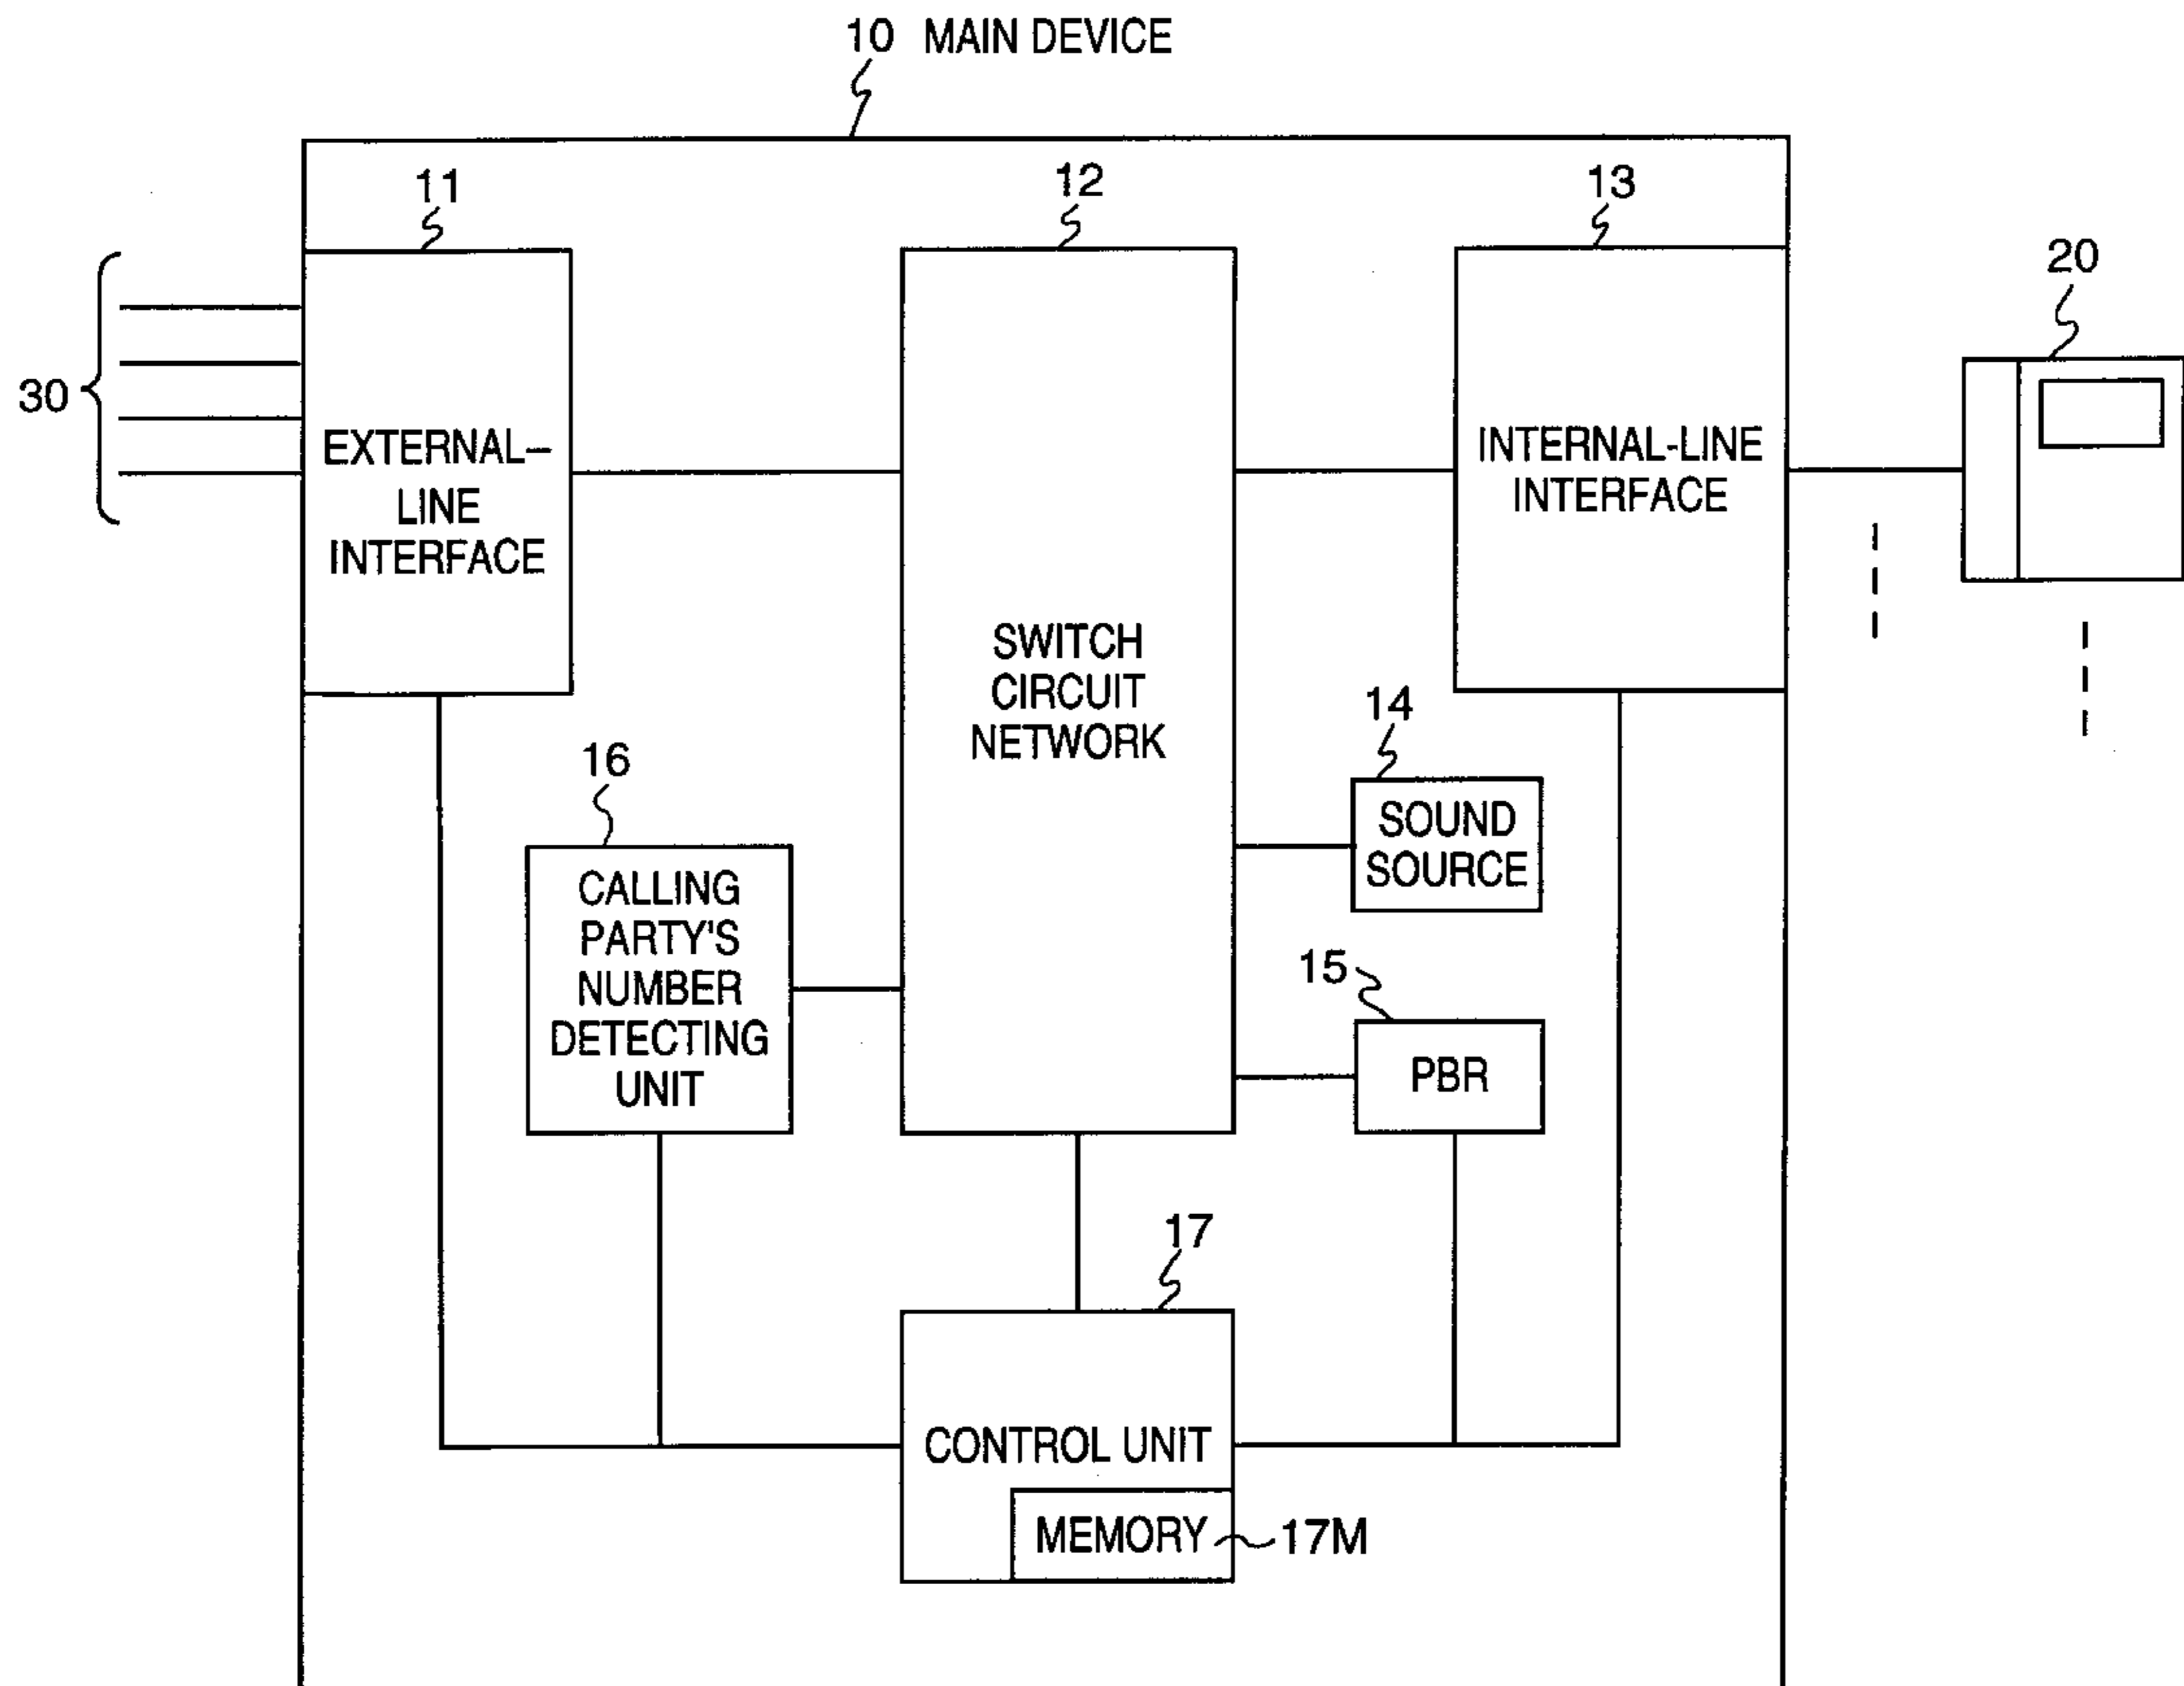 10 MAIN DEVICE
11
12
13
20
30
EXTERNAL–
LINE
INTERFACE
INTERNAL-LINE
INTERFACE
SWITCH
CIRCUIT
NETWORK
14
SOUND
SOURCE
16
CALLING
PARTY'S
NUMBER
DETECTING
UNIT
15
PBR
17
CONTROL UNIT
MEMORY
17M